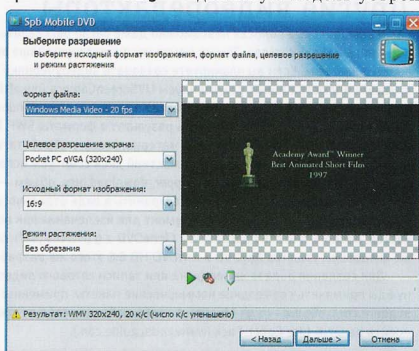 Spb Mobile DVD
Выберите разрешение
Выберите исходный формат изображения, формат файла, целевое разрешение
и режим растяжения
Формат файла:
Windows Media Video - 20 fps
Целевое разрешение экрана:
Pocket PC qVGA (320x240)
Исходный формат изображения:
16:9
Режим растяжения:
Без обрезания
Academy Award™ Winner
Best Animated Short Film
1997
Результат: WMV 320x240, 20 к/с (число к/с уменьшено)
< Назад
Дальше >
Отмена